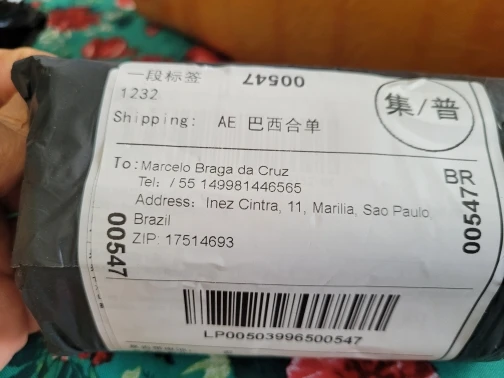 一段标签
00547
1232
集/普
Shipping: AE 巴西合单
To: Marcelo Braga da Cruz
BR
Tel: / 55 149981446565
Address: Inez Cintra, 11, Marilia, Sao Paulo,
Brazil
ZIP: 17514693
00547
00547
LP00503996500547